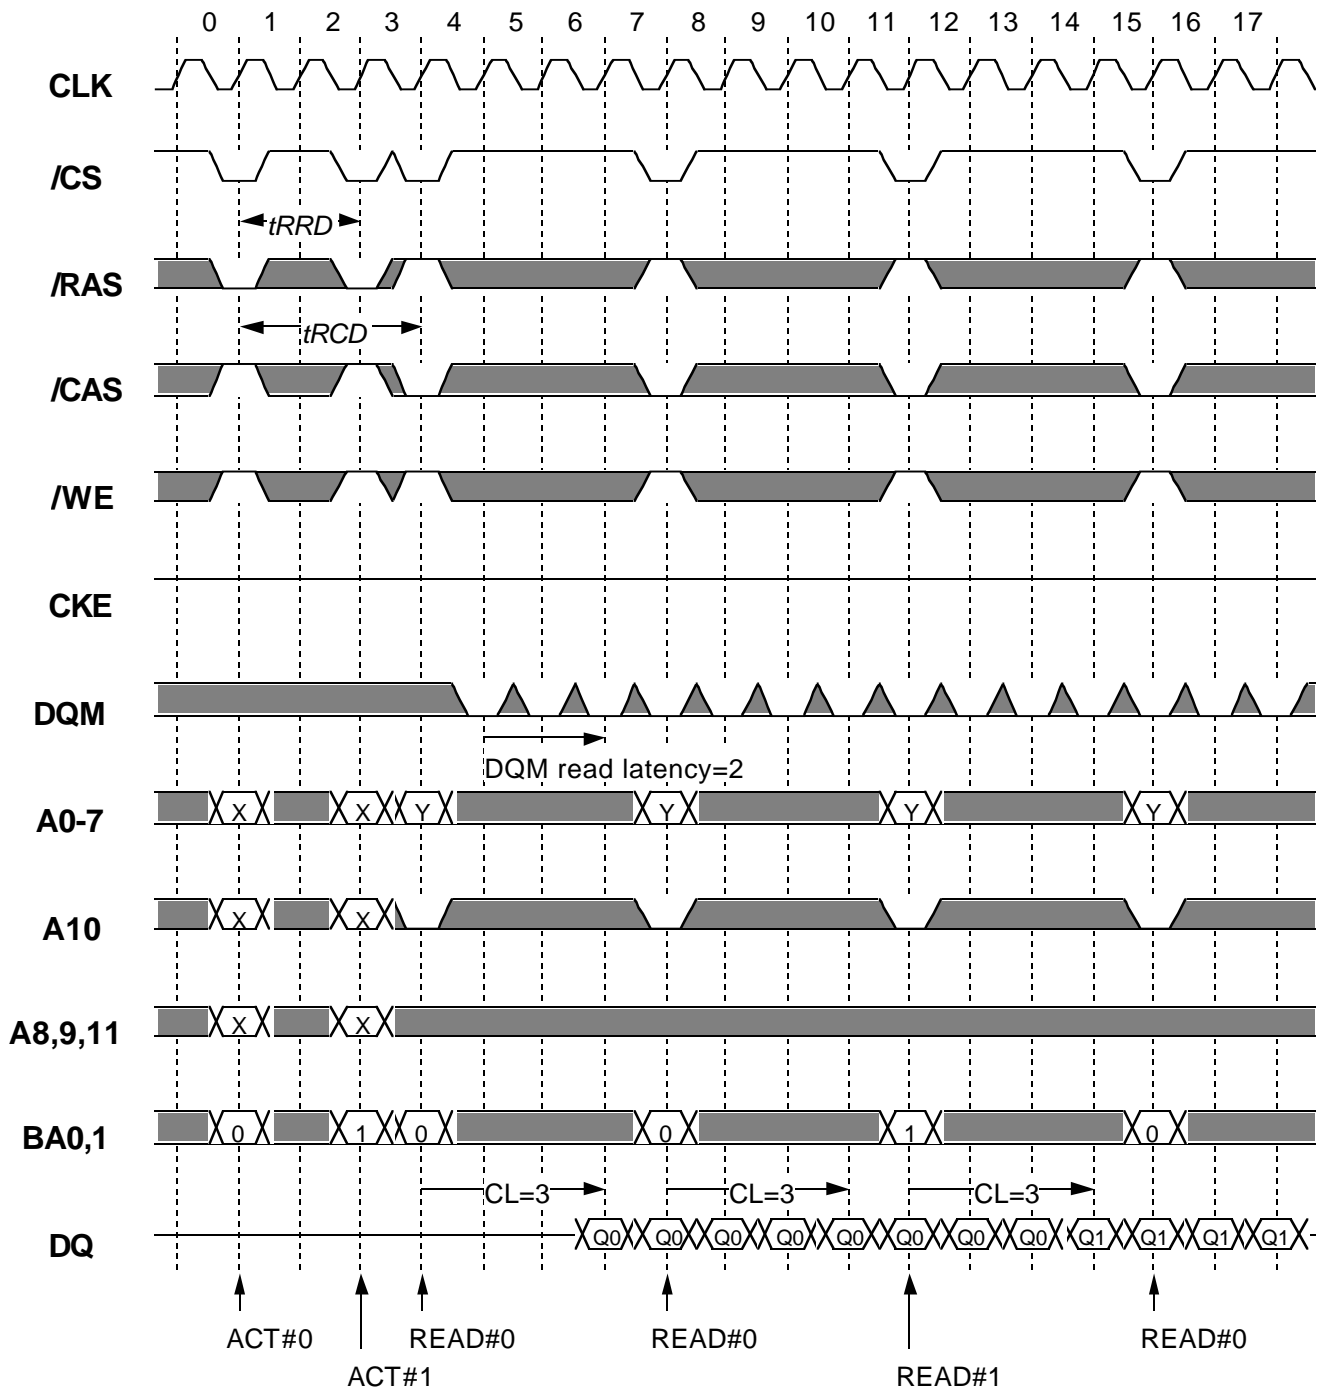 0 1 2 3 4 5 6 7 8 9 10 11 12 13 14 15 16 17
CLK
/CS
tRRD
/RAS
tRCD
/CAS
/WE
CKE
DQM
DQM read latency=2
A0-7 X X Y Y Y Y
A10 X X
A8,9,11 X X
BA0,1 0 1 0 0 1 0
CL=3 CL=3 CL=3
DQ Q0 Q0 Q0 Q0 Q0 Q0 Q0 Q0 Q1 Q1 Q1 Q1
ACT#0 READ#0 READ#0 READ#0
ACT#1 READ#1